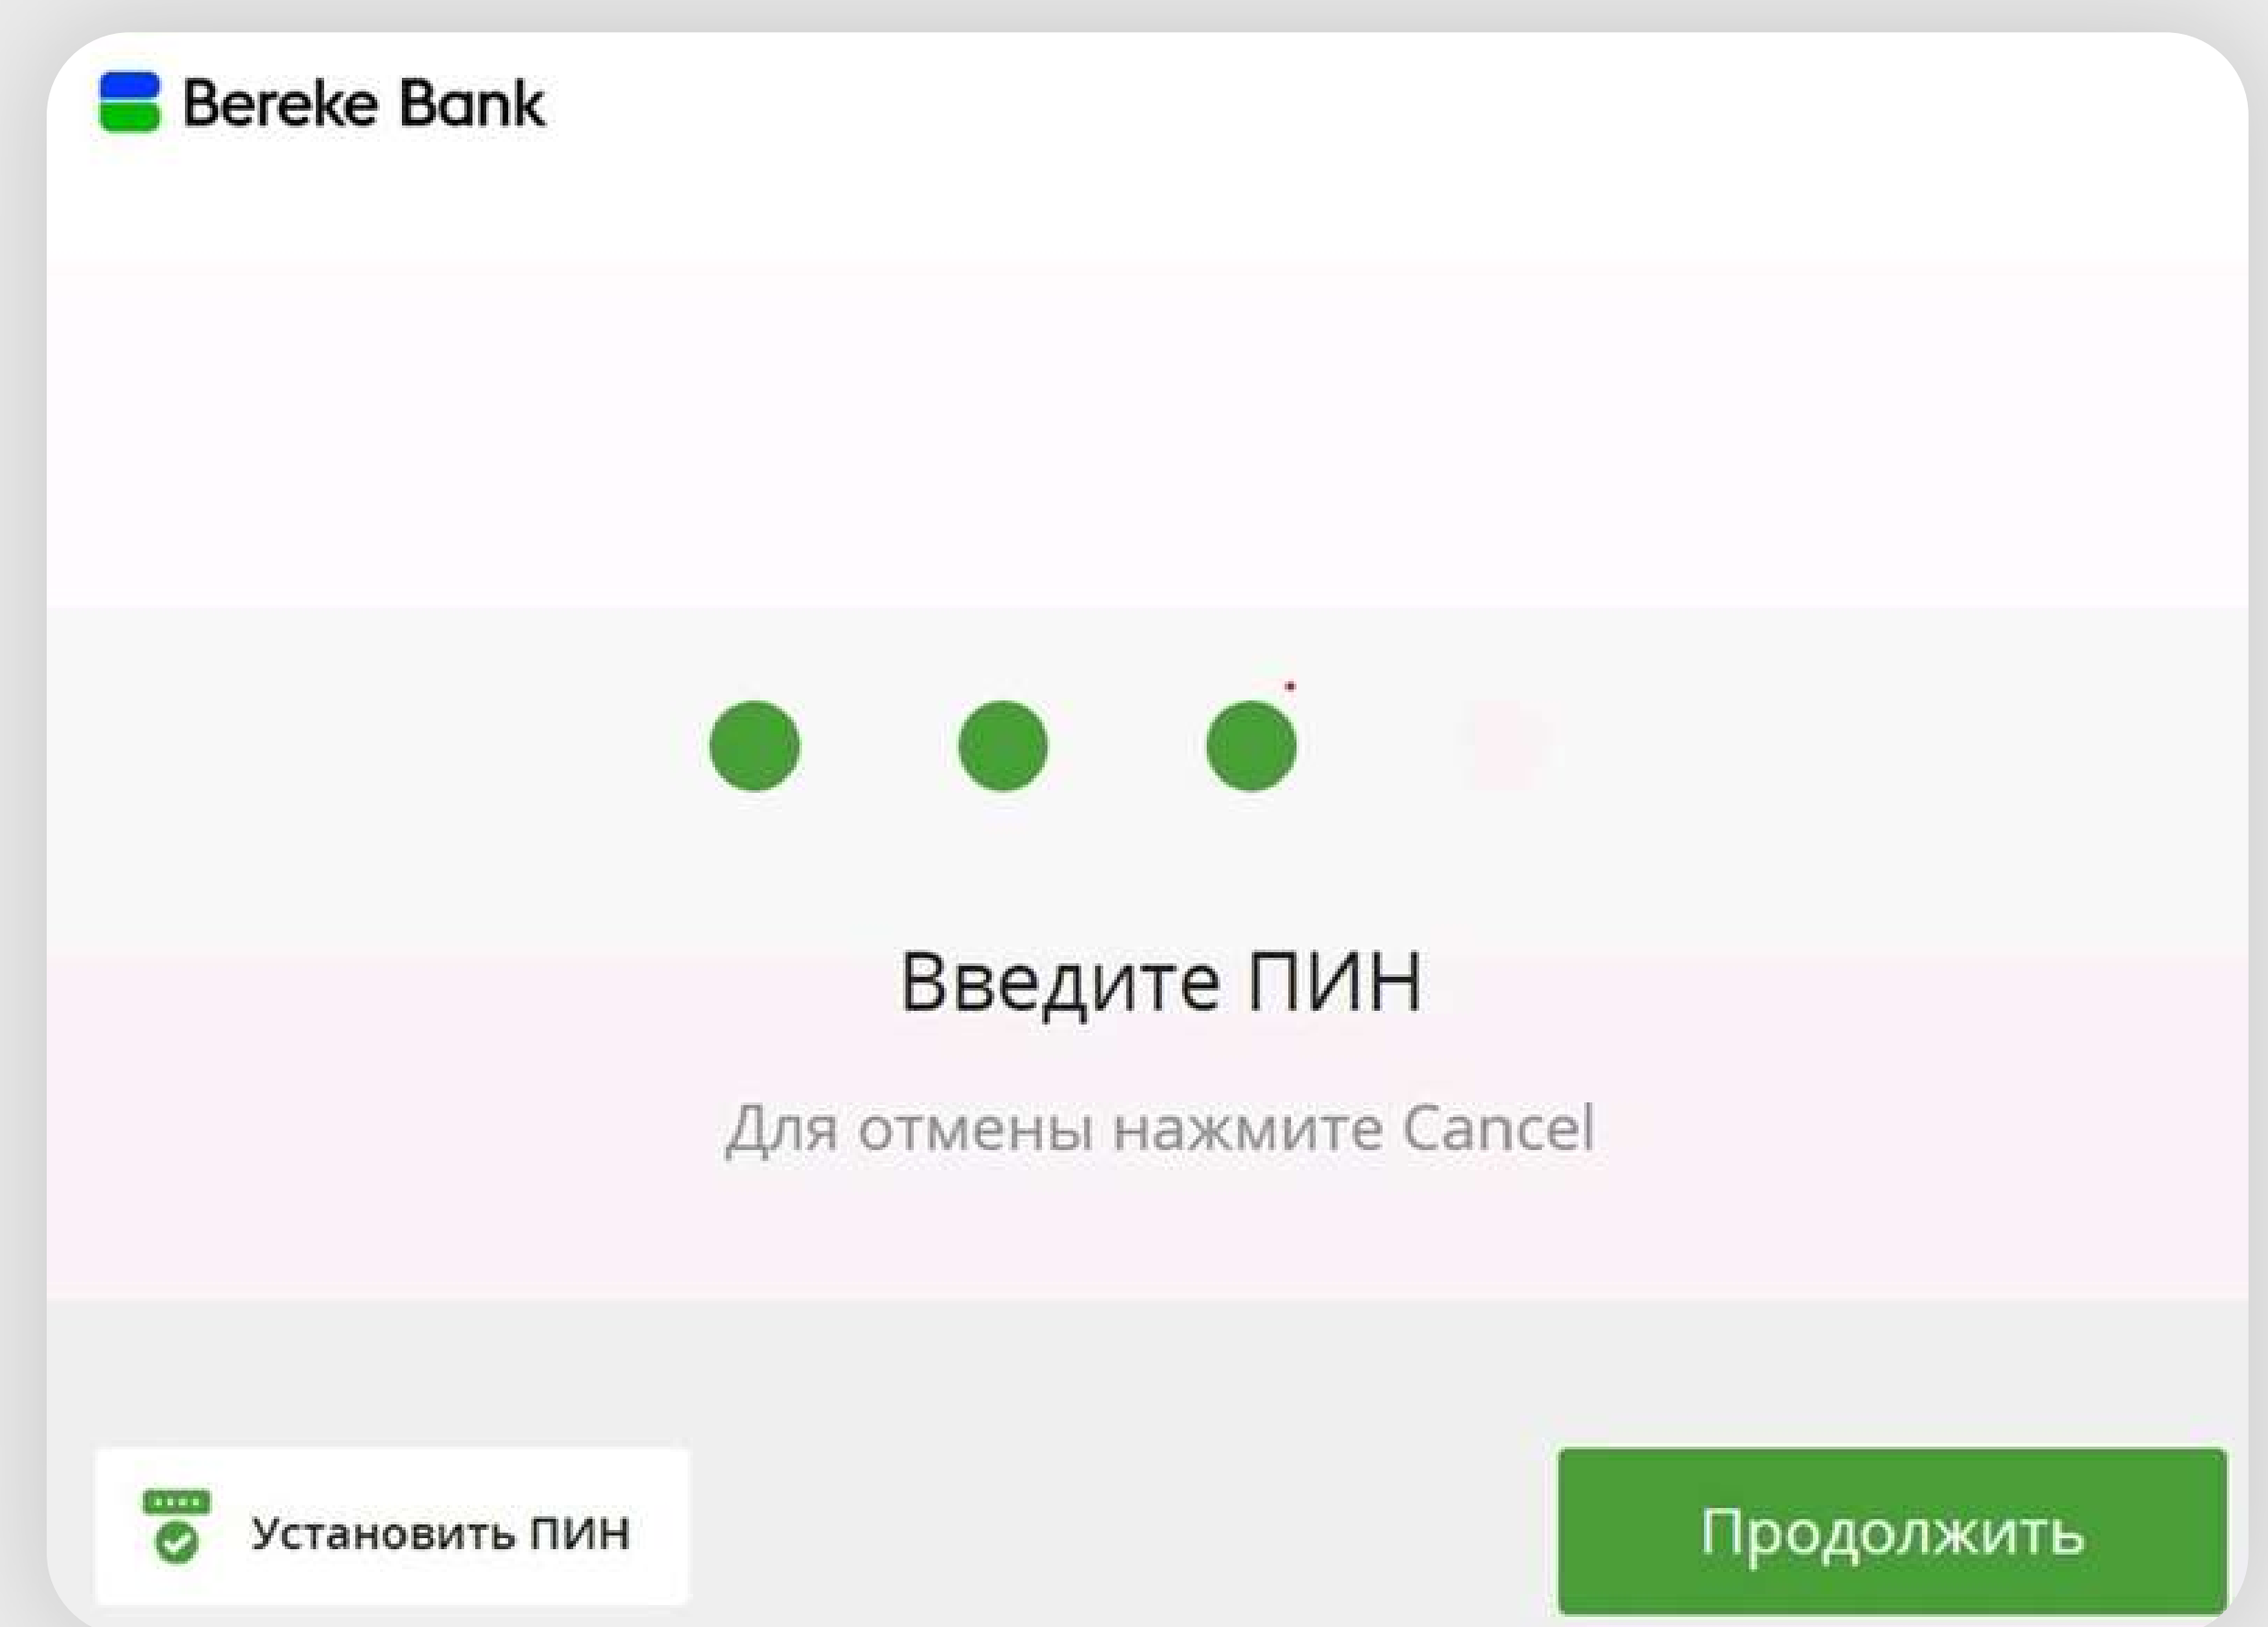 Bereke Bank
Введите ПИН
Для отмены нажмите Cancel
Установить ПИН
Продолжить